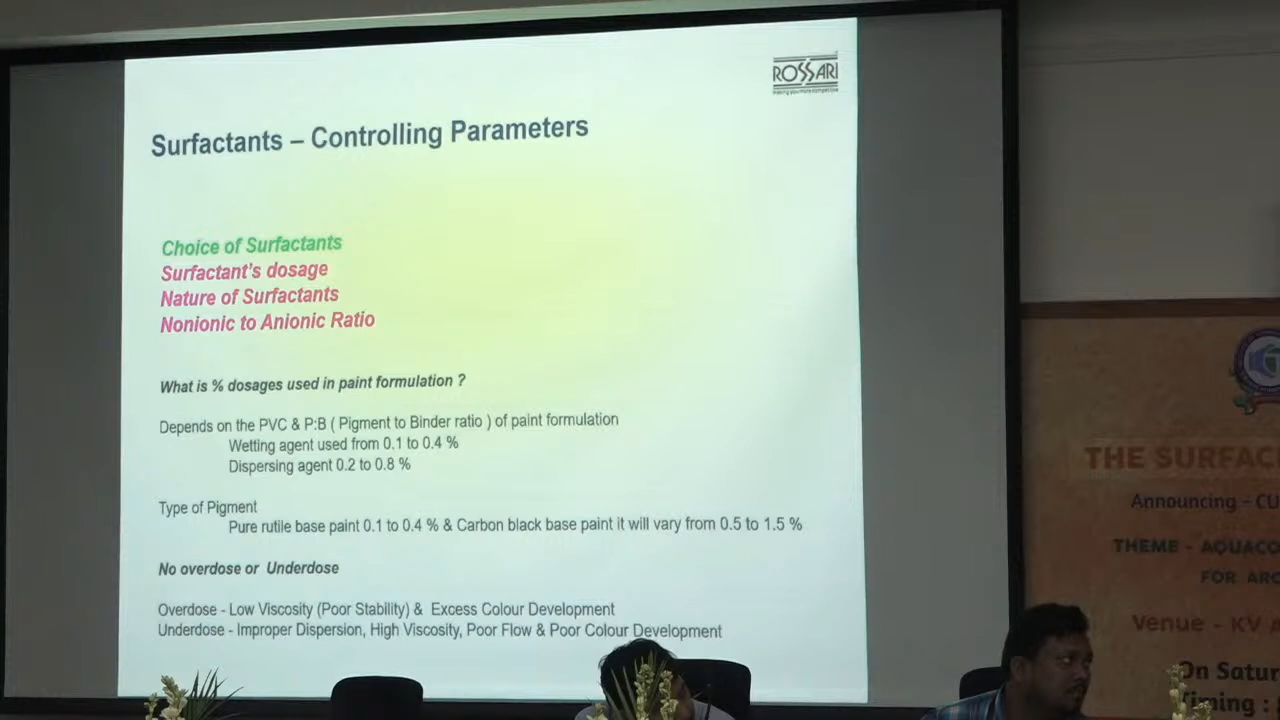 ROSSARI
Surfactants – Controlling Parameters
Choice of Surfactants
Surfactant's dosage
Nature of Surfactants
Nonionic to Anionic Ratio
What is % dosages used in paint formulation ?
Depends on the PVC & P:B ( Pigment to Binder ratio ) of paint formulation
Wetting agent used from 0.1 to 0.4 %
Dispersing agent 0.2 to 0.8 %
Type of Pigment
Pure rutile base paint 0.1 to 0.4 % & Carbon black base paint it will vary from 0.5 to 1.5 %
No overdose or Underdose
Overdose - Low Viscosity (Poor Stability) & Excess Colour Development
Underdose - Improper Dispersion, High Viscosity, Poor Flow & Poor Colour Development
THE SURFAC
Announcing - CU
THEME - AQUACO
FOR ARC
Venue - KV
On Satur
Timing :